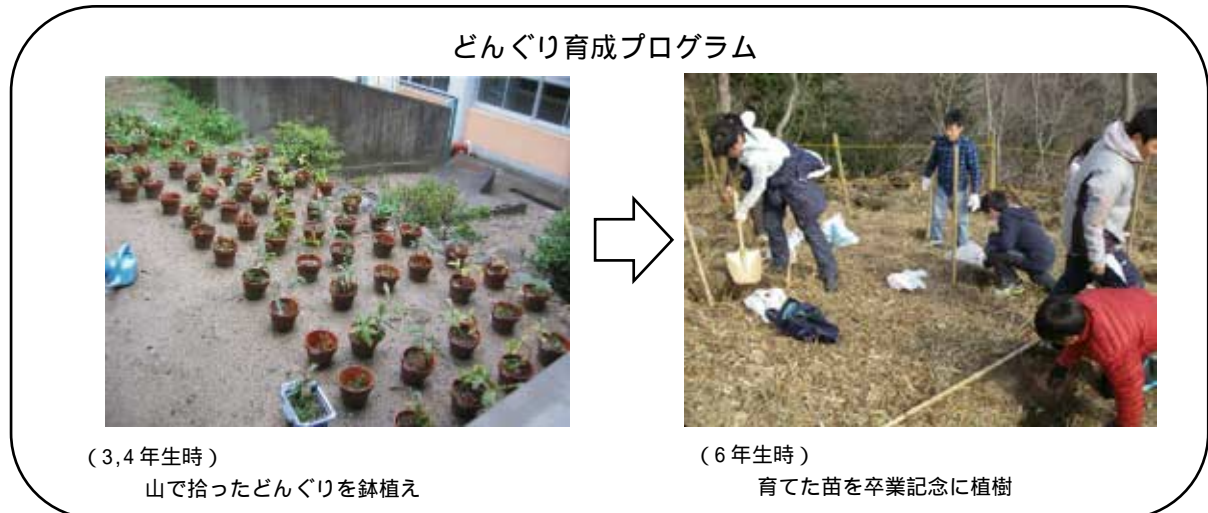 どんぐり育成プログラム
（3,4年生時）
山で拾ったどんぐりを鉢植え
（6年生時）
育てた苗を卒業記念に植樹